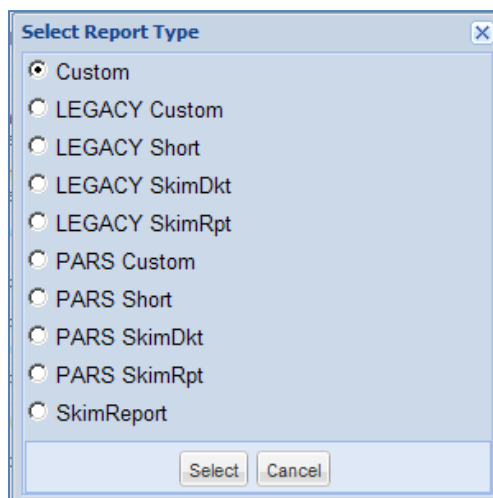 Select Report Type
Custom
LEGACY Custom
LEGACY Short
LEGACY SkimDkt
LEGACY SkimRpt
PARS Custom
PARS Short
PARS SkimDkt
PARS SkimRpt
SkimReport
Select Cancel